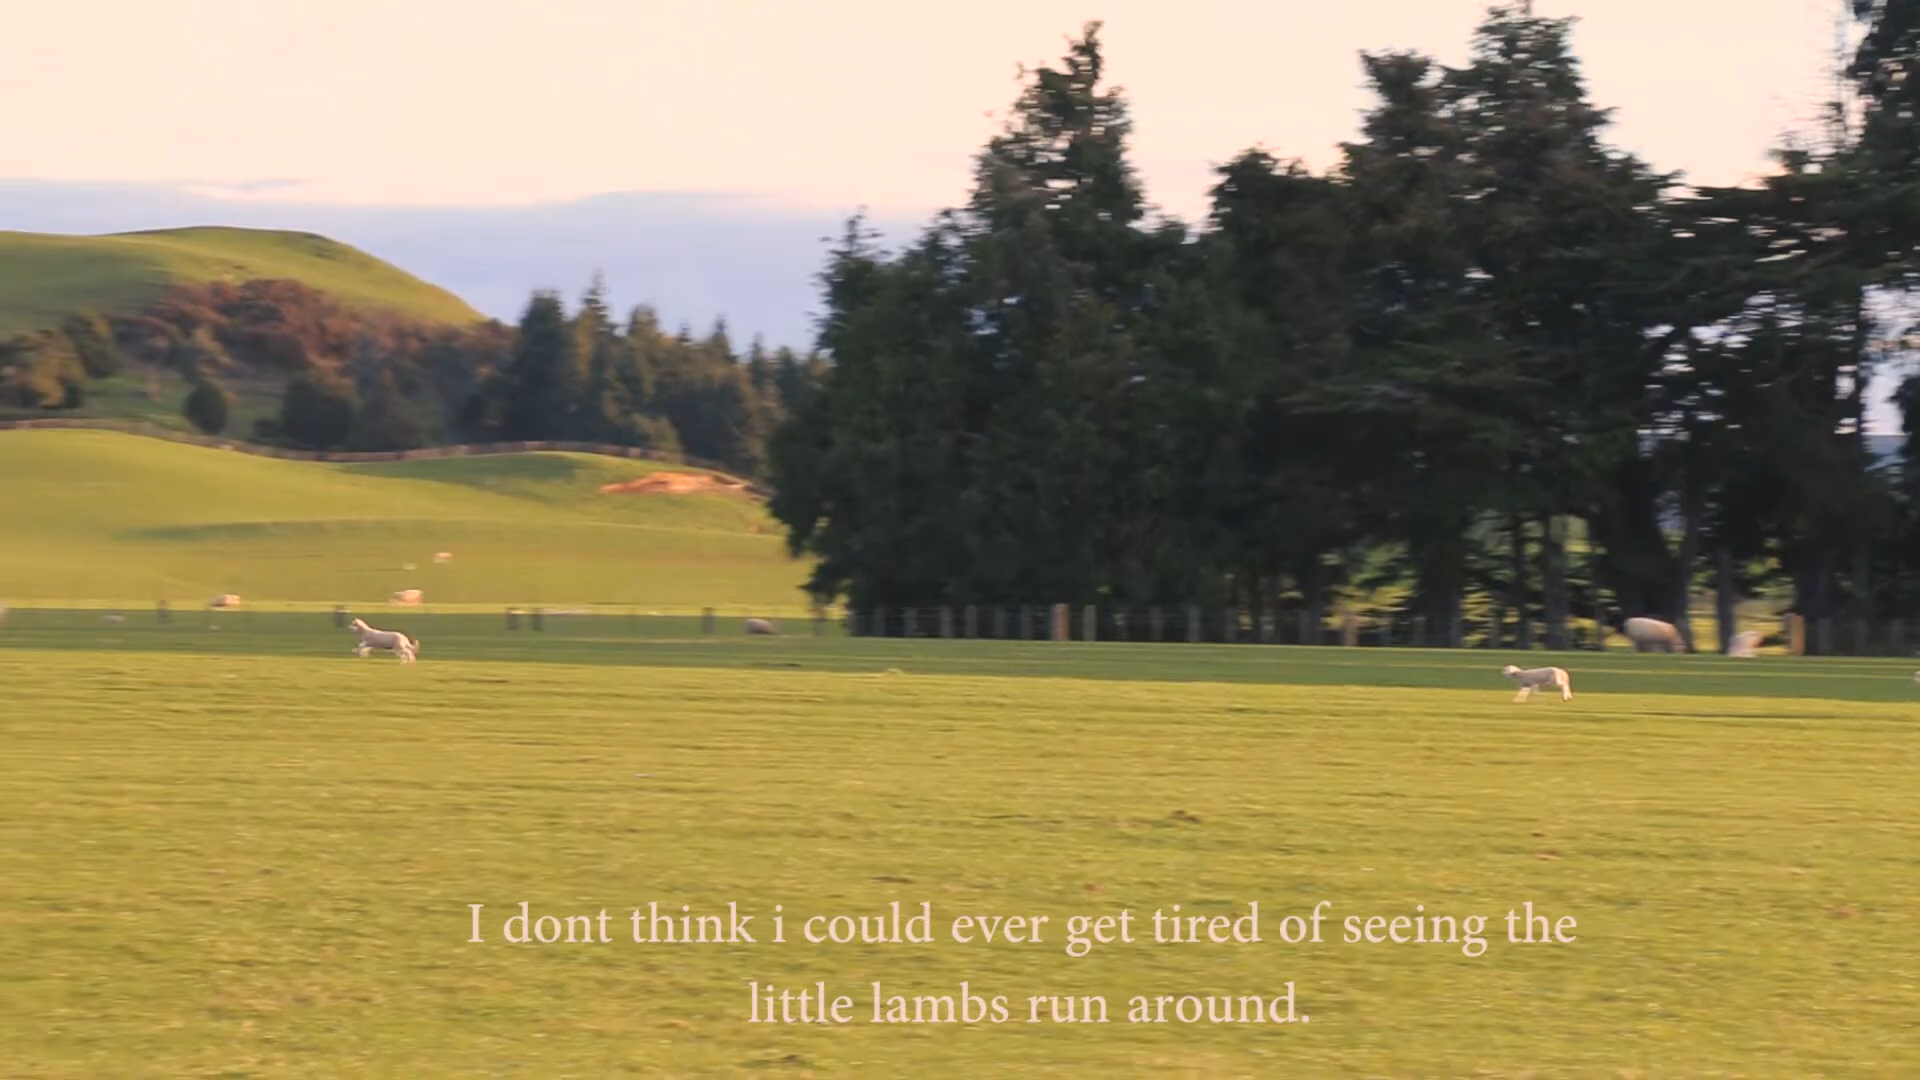 I dont think i could ever get tired of seeing the
little lambs run around.